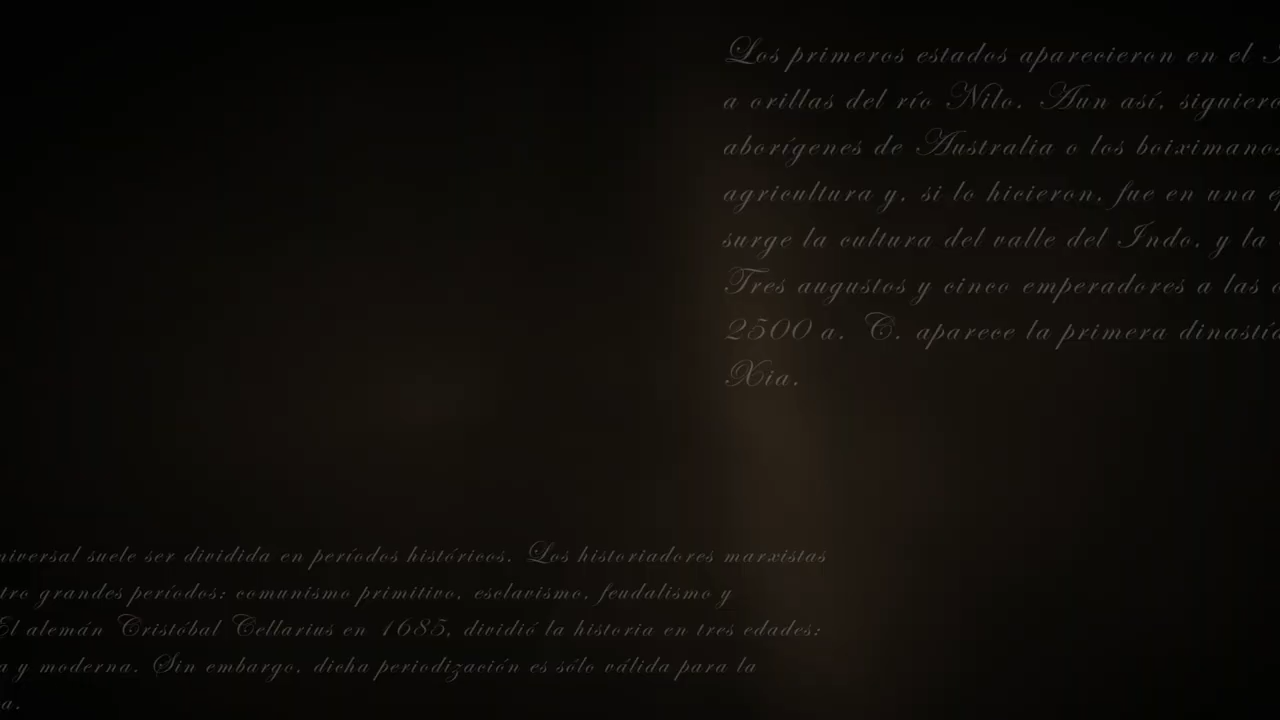 Los primeros estados aparecieron en el
a orillas del río Nilo. Aun así, siguiero
aborígenes de Australia o los boiximanos
agricultura y, si lo hicieron, fue en una
surge la cultura del valle del Indo, y la
Tres augustos y cinco emperadores a las
2500 a. C. aparece la primera dinastía
Xia.
niversal suele ser dividida en períodos históricos. Los historiadores marxistas
tro grandes períodos: comunismo primitivo, esclavismo, feudalismo y
El alemán Cristóbal Cellarius en 1685, dividió la historia en tres edades:
a y moderna. Sin embargo, dicha periodización es sólo válida para la
a.